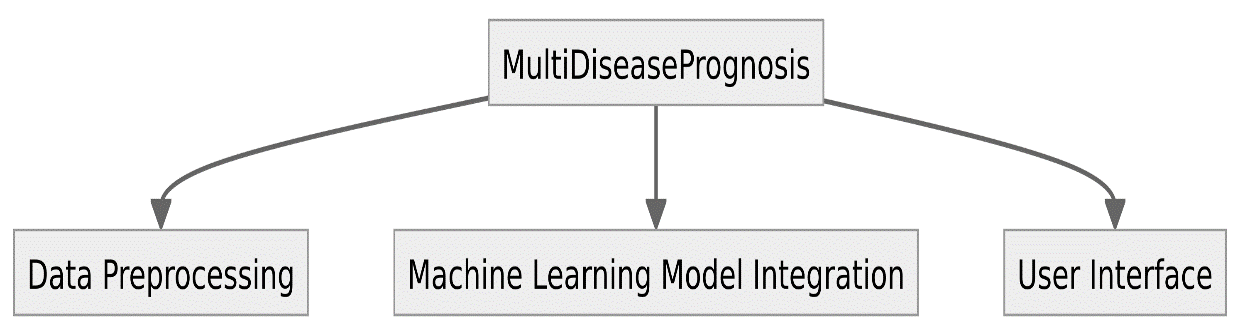 MultiDiseasePrognosis
Data Preprocessing
Machine Learning Model Integration
User Interface